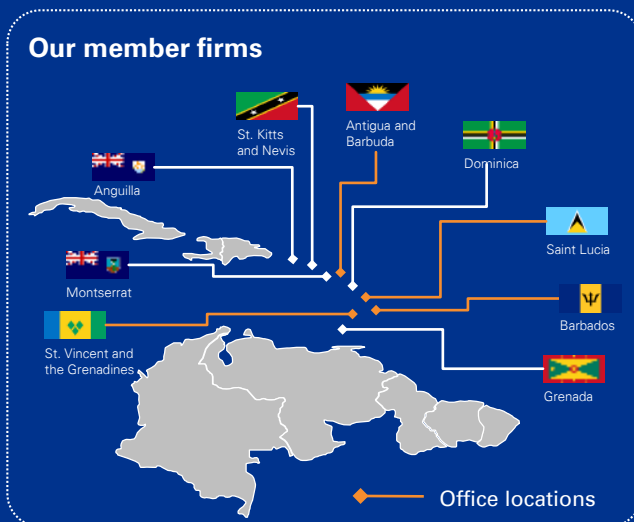 Our member firms
St. Kitts
and Nevis
Antigua and
Barbuda
Dominica
Anguilla
Saint Lucia
Montserrat
Barbados
St. Vincent and
the Grenadines
Grenada
Office locations